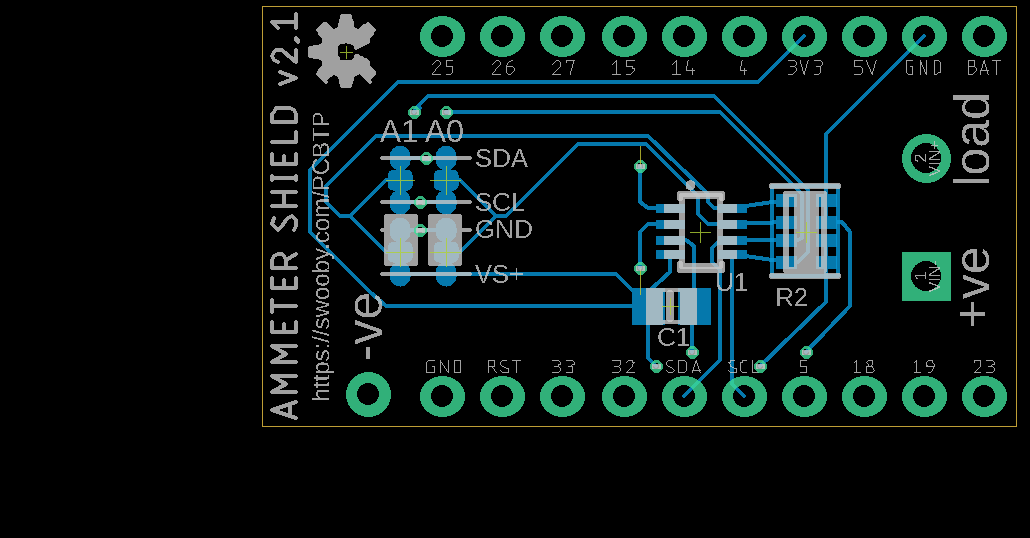 AMMETER SHIELD v2.1
https://swooby.com/PCBTP
25 26 27 15 14 4 3V3 5V GND BAT
A1 A0
SDA
SCL
GND
VS+
U1
R2
C1
-ve
load
+ve
2
VIN+
1
VIN+
GND RST 33 32 SDA SCL 5 18 19 23